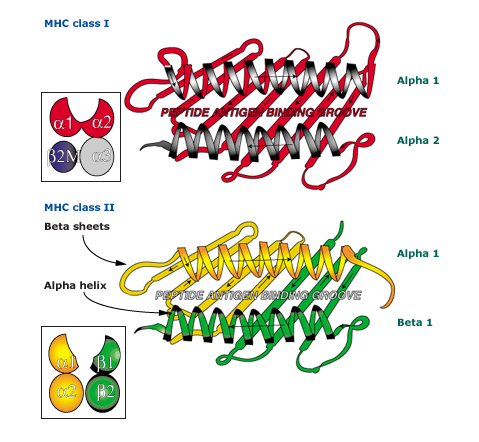 MHC class I
Alpha 1
PEPTIDE ANTIGEN BINDING GROOVE
α1 α2
Alpha 2
β2M α3
MHC class II
Beta sheets
Alpha 1
Alpha helix
PEPTIDE ANTIGEN BINDING GROOVE
Beta 1
α1 β1
α2 β2